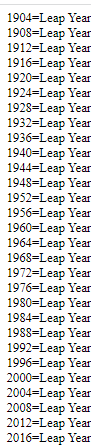 1904=Leap Year
1908=Leap Year
1912=Leap Year
1916=Leap Year
1920=Leap Year
1924=Leap Year
1928=Leap Year
1932=Leap Year
1936=Leap Year
1940=Leap Year
1944=Leap Year
1948=Leap Year
1952=Leap Year
1956=Leap Year
1960=Leap Year
1964=Leap Year
1968=Leap Year
1972=Leap Year
1976=Leap Year
1980=Leap Year
1984=Leap Year
1988=Leap Year
1992=Leap Year
1996=Leap Year
2000=Leap Year
2004=Leap Year
2008=Leap Year
2012=Leap Year
2016=Leap Year